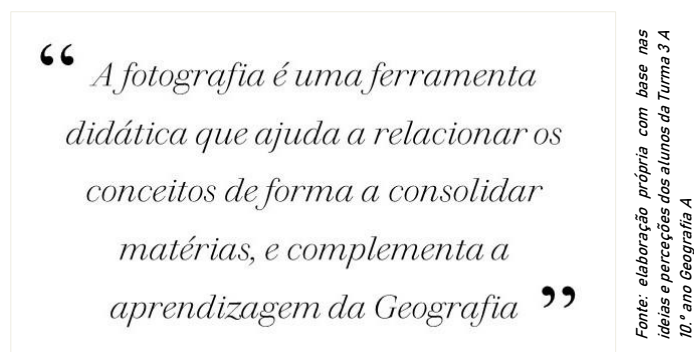 “ A fotografia é uma ferramenta
didática que ajuda a relacionar os
conceitos de forma a consolidar
matérias, e complementa a
aprendizagem da Geografia ”
Fonte: elaboração própria com base nas
ideias e perceções dos alunos da Turma 3 A
10.º ano Geografia A